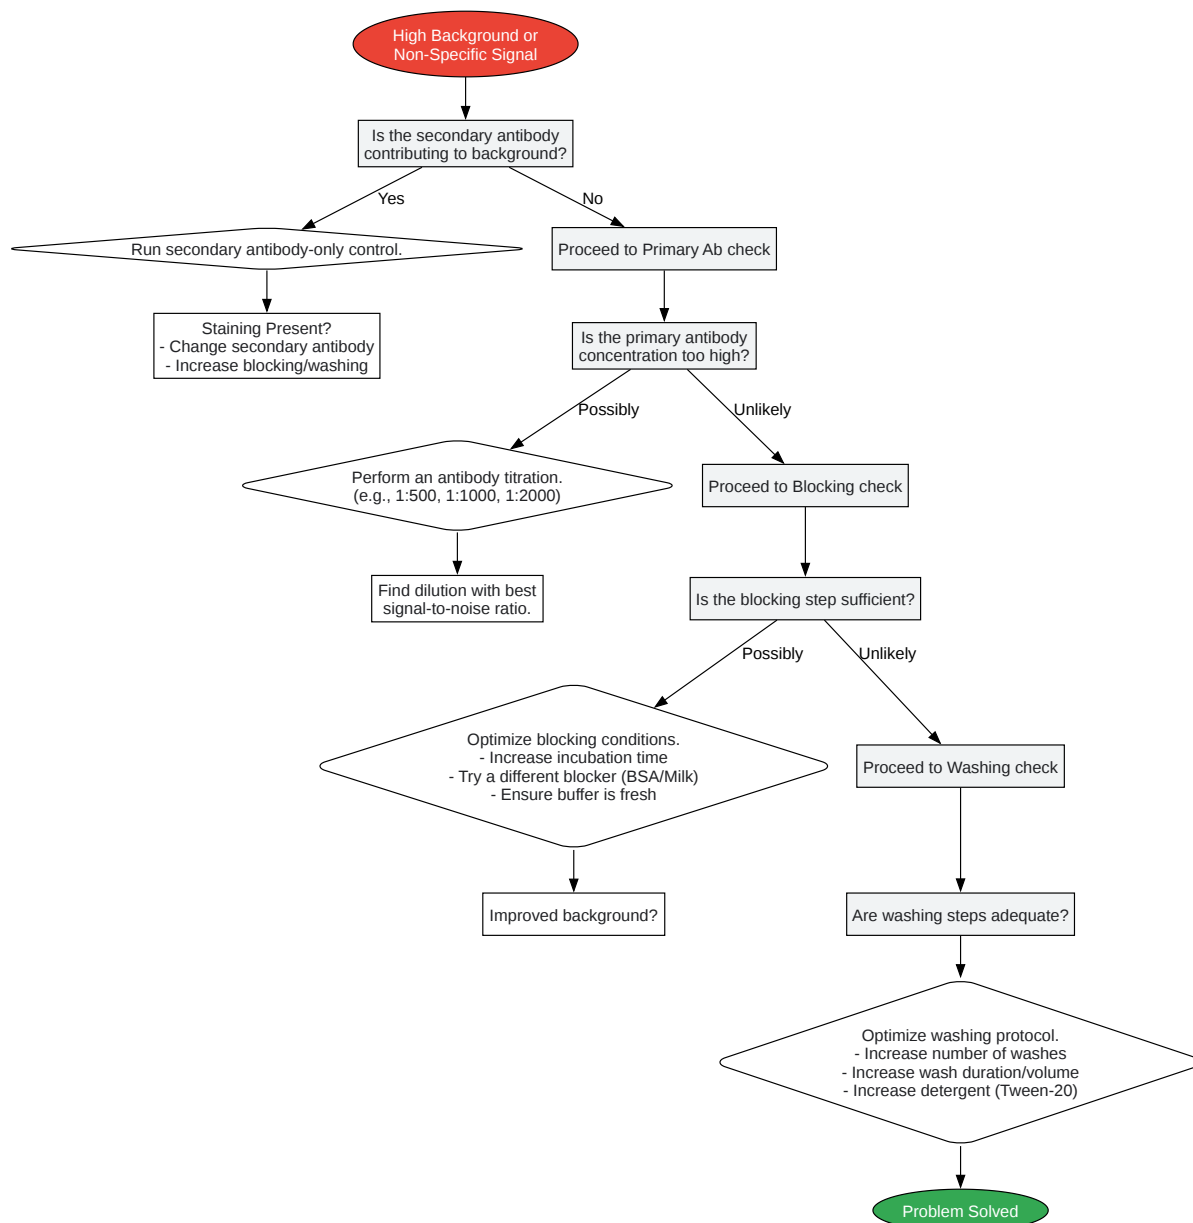 High Background or
Non-Specific Signal
Is the secondary antibody
contributing to background?
Yes
No
Run secondary antibody-only control.
Proceed to Primary Ab check
Staining Present?
- Change secondary antibody
- Increase blocking/washing
Is the primary antibody
concentration too high?
Possibly
Unlikely
Perform an antibody titration.
(e.g., 1:500, 1:1000, 1:2000)
Proceed to Blocking check
Find dilution with best
signal-to-noise ratio.
Is the blocking step sufficient?
Possibly
Unlikely
Optimize blocking conditions.
- Increase incubation time
- Try a different blocker (BSA/Milk)
- Ensure buffer is fresh
Proceed to Washing check
Improved background?
Are washing steps adequate?
Optimize washing protocol.
- Increase number of washes
- Increase wash duration/volume
- Increase detergent (Tween-20)
Problem Solved